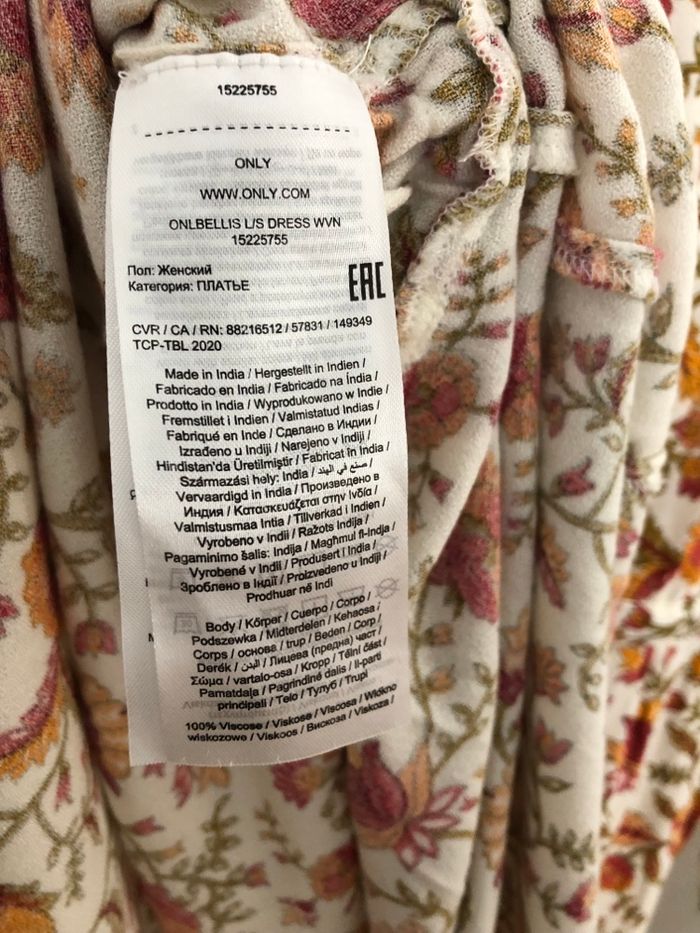 15225755
ONLY
WWW.ONLY.COM
ONLBELLIS L/S DRESS WVN
15225755
Пол: Женский
Категория: ПЛАТЬЕ
EAC
CVR / CA / RN: 88216512 / 57831 / 149349
TCP-TBL 2020
Made in India / Hergestellt in Indien /
Fabricado en India / Fabricado na Índia /
Prodotto in India / Wyprodukowano w Indie /
Fremstillet i Indien / Valmistatud Indias /
Fabriqué en Inde / Сделано в Индии /
Izrađeno u Indiji / Narejeno v Indiji /
Hindistan'da Üretilmiştir / Fabricat în India /
Származási hely: India / صنع في الهند /
Vervaardigd in India / Произведено в
Индия / Κατασκευάζεται στην Ινδία /
Valmistusmaa Intia / Tillverkad i Indien /
Vyrobeno v Indii / Ražots Indija /
Pagaminimo šalis: Indija / Magħmul fl-Indja /
Vyrobené v Indii / Produsert i India /
Зроблено в Індії / Proizvedeno u Indiji /
Prodhuar në Indi
Body / Körper / Cuerpo / Corpo /
Podszewka / Midterdelen / Kehaosa /
Corps / основа / trup / Beden / Corp /
Derék / البدن / Лицева (предна) част /
Σώμα / vartalo-osa / Kropp / Tělní část /
Pamatdaļa / Pagrindinė dalis / Il-parti
prinċipali / Telo / Тулуб / Trupi
100% Viscose / Viskose / Viscosa / Włókno
wiskozowe / Viskoos / Вискоза / Viskoza /